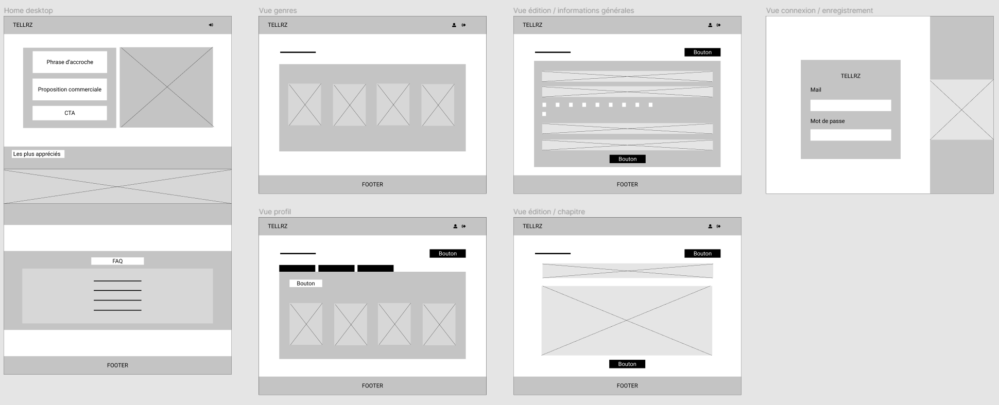 Home desktop
TELLRZ
Phrase d'accroche
Proposition commerciale
CTA
Les plus appréciés
FAQ
FOOTER
Vue genres
TELLRZ
FOOTER
Vue édition / informations générales
TELLRZ
Bouton
Bouton
FOOTER
Vue connexion / enregistrement
TELLRZ
Mail
Mot de passe
Vue profil
TELLRZ
Bouton
Bouton
FOOTER
Vue édition / chapitre
TELLRZ
Bouton
Bouton
FOOTER